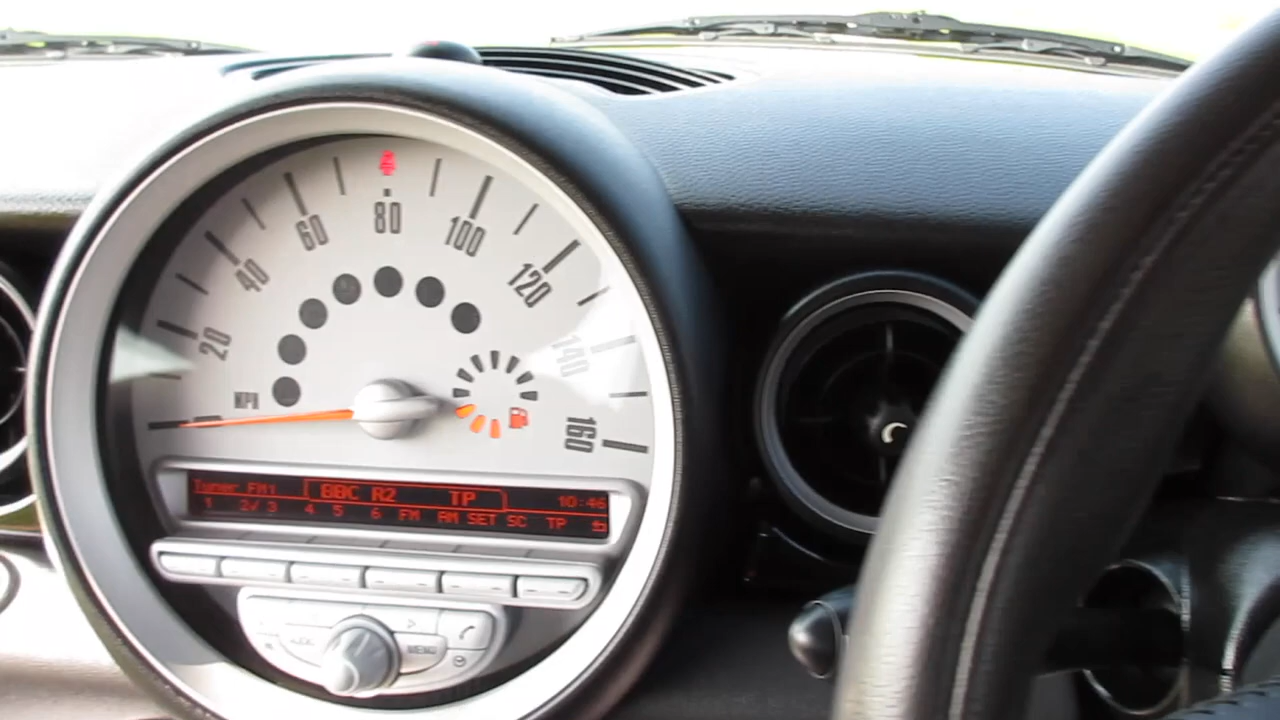 80
60
100
40
120
20
140
MPH
160
Tuner FM1 BBC R2 TP 10:46
1 2√ 3 4 5 6 FM AM SET SC TP
MENU